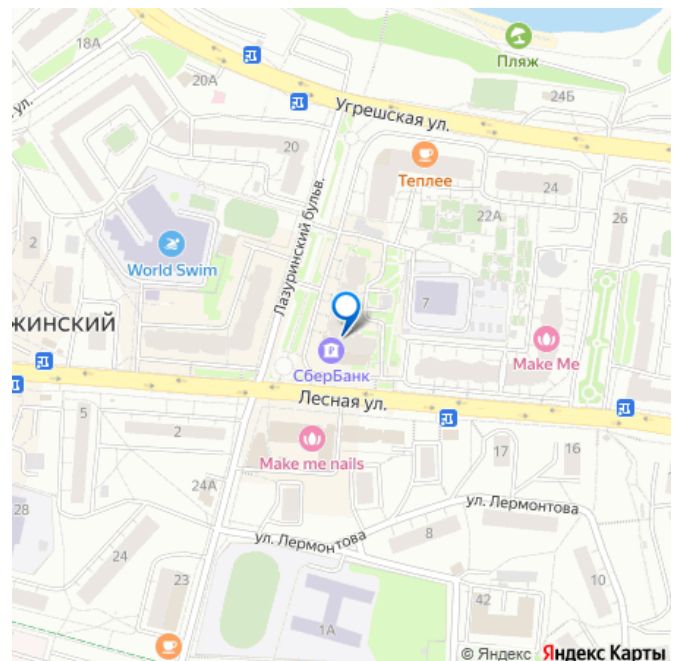 18А
Пляж
20А
24Б
ул.
Угрешская ул.
20
Теплее
24
Лазуринский бульв.
22А
26
2
World Swim
7
жинский
СберБанк
Make Me
Лесная ул.
5
2
Make me nails
17
16
24А
28
ул. Лермонтова
ул. Лермонтова
8
24
23
10
42
1А
© Яндекс Яндекс Карты